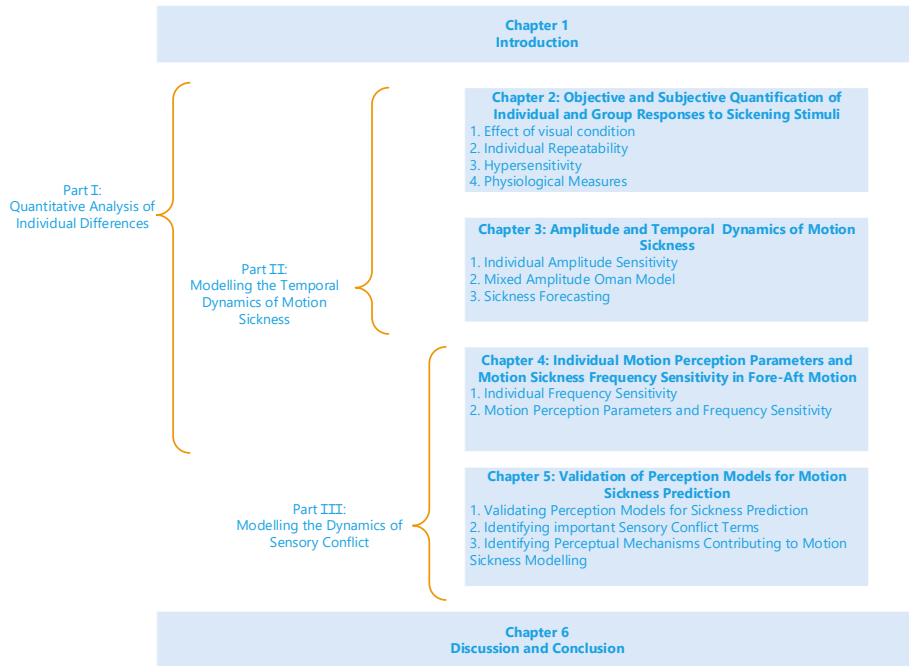 Chapter 1
Introduction
Part I:
Quantitative Analysis of
Individual Differences
Part II:
Modelling the Temporal
Dynamics of Motion
Sickness
Chapter 2: Objective and Subjective Quantification of
Individual and Group Responses to Sickening Stimuli
1. Effect of visual condition
2. Individual Repeatability
3. Hypersensitivity
4. Physiological Measures
Chapter 3: Amplitude and Temporal Dynamics of Motion
Sickness
1. Individual Amplitude Sensitivity
2. Mixed Amplitude Oman Model
3. Sickness Forecasting
Part III:
Modelling the Dynamics of
Sensory Conflict
Chapter 4: Individual Motion Perception Parameters and
Motion Sickness Frequency Sensitivity in Fore-Aft Motion
1. Individual Frequency Sensitivity
2. Motion Perception Parameters and Frequency Sensitivity
Chapter 5: Validation of Perception Models for Motion
Sickness Prediction
1. Validating Perception Models for Sickness Prediction
2. Identifying important Sensory Conflict Terms
3. Identifying Perceptual Mechanisms Contributing to Motion
Sickness Modelling
Chapter 6
Discussion and Conclusion